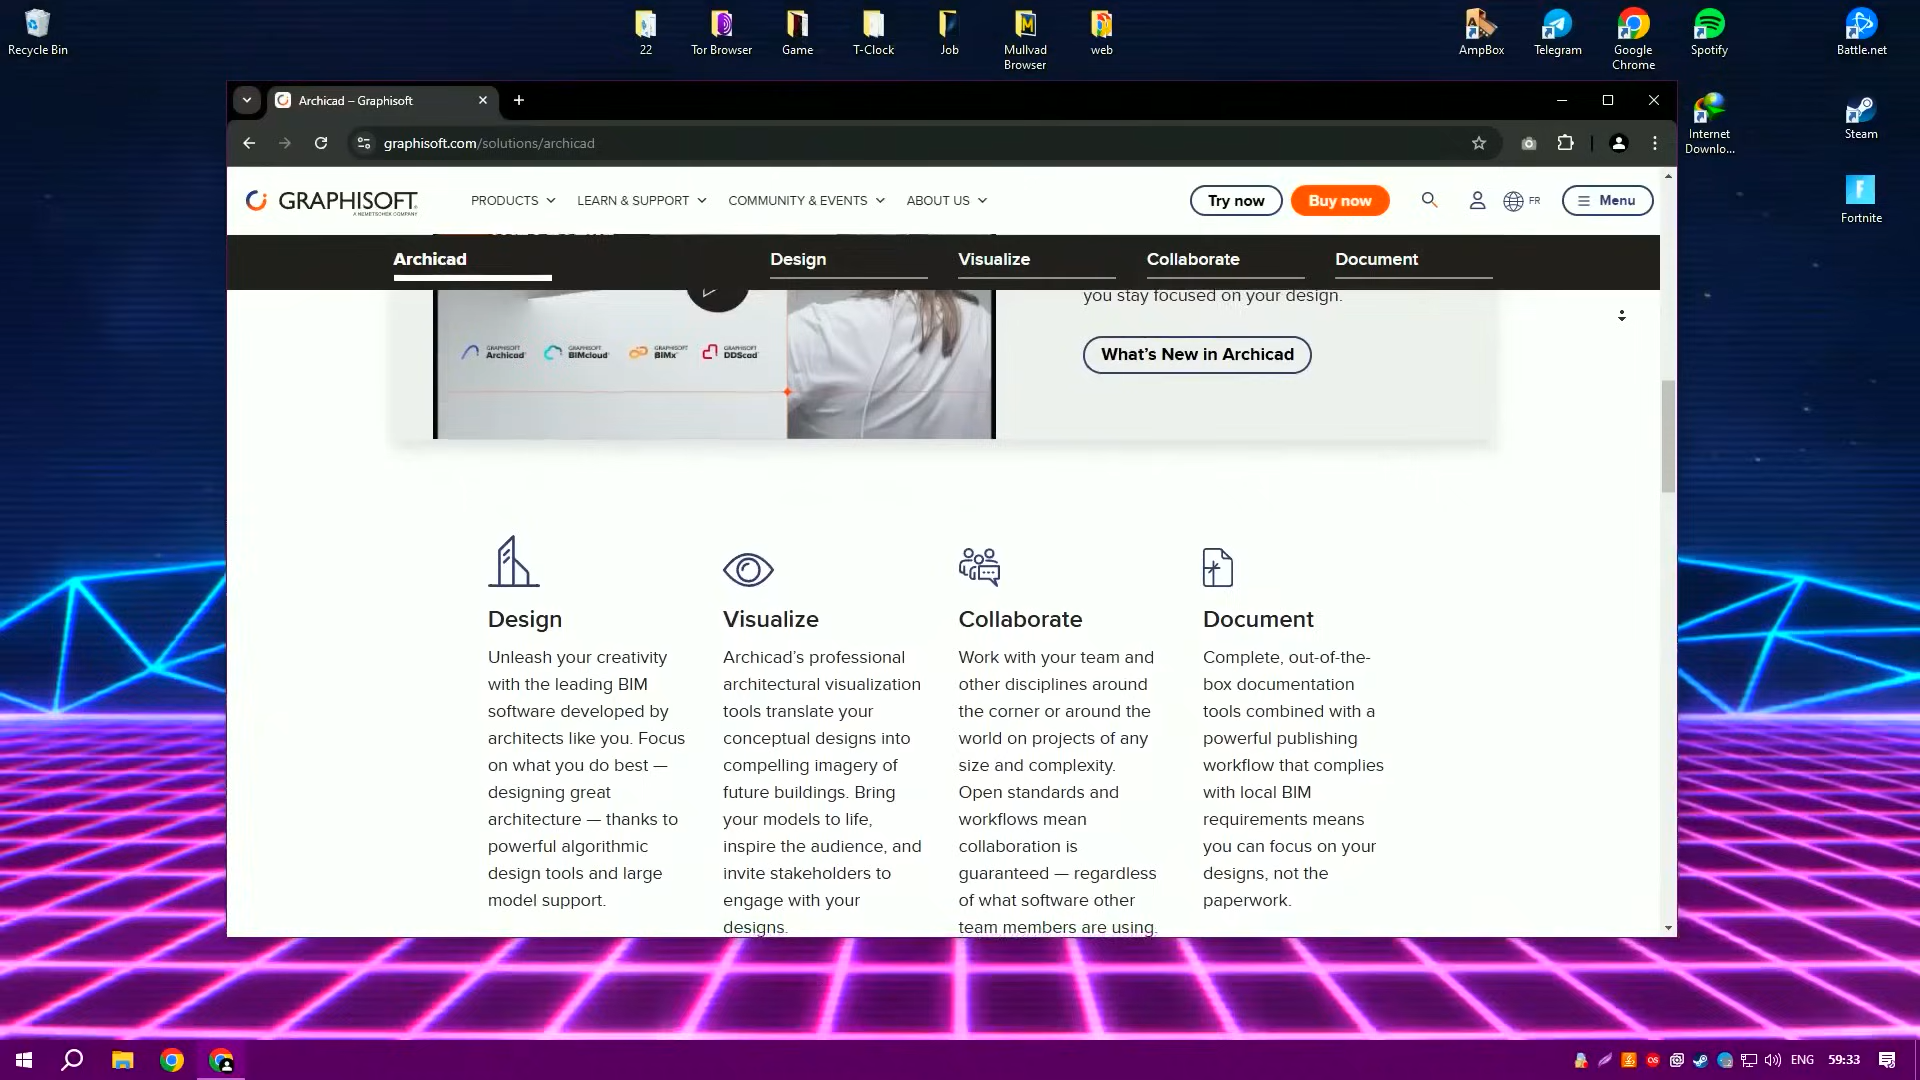 Recycle Bin
22
Tor Browser
Game
T-Clock
Job
Mullvad
Browser
web
AmpBox
Telegram
Google
Chrome
Spotify
Battle.net
Internet
Downlo...
Steam
Fortnite
Archicad – Graphisoft
graphisoft.com/solutions/archicad
GRAPHISOFT
A NEMETSCHEK COMPANY
PRODUCTS
LEARN & SUPPORT
COMMUNITY & EVENTS
ABOUT US
Try now
Buy now
FR
Menu
Archicad
Design
Visualize
Collaborate
Document
you stay focused on your design.
GRAPHISOFT
Archicad
GRAPHISOFT
BIMcloud
GRAPHISOFT
BIMx
GRAPHISOFT
DDScad
What's New in Archicad
Design
Unleash your creativity
with the leading BIM
software developed by
architects like you. Focus
on what you do best —
designing great
architecture — thanks to
powerful algorithmic
design tools and large
model support.
Visualize
Archicad's professional
architectural visualization
tools translate your
conceptual designs into
compelling imagery of
future buildings. Bring
your models to life,
inspire the audience, and
invite stakeholders to
engage with your
designs.
Collaborate
Work with your team and
other disciplines around
the corner or around the
world on projects of any
size and complexity.
Open standards and
workflows mean
collaboration is
guaranteed — regardless
of what software other
team members are using.
Document
Complete, out-of-the-
box documentation
tools combined with a
powerful publishing
workflow that complies
with local BIM
requirements means
you can focus on your
designs, not the
paperwork.
ENG
59:33